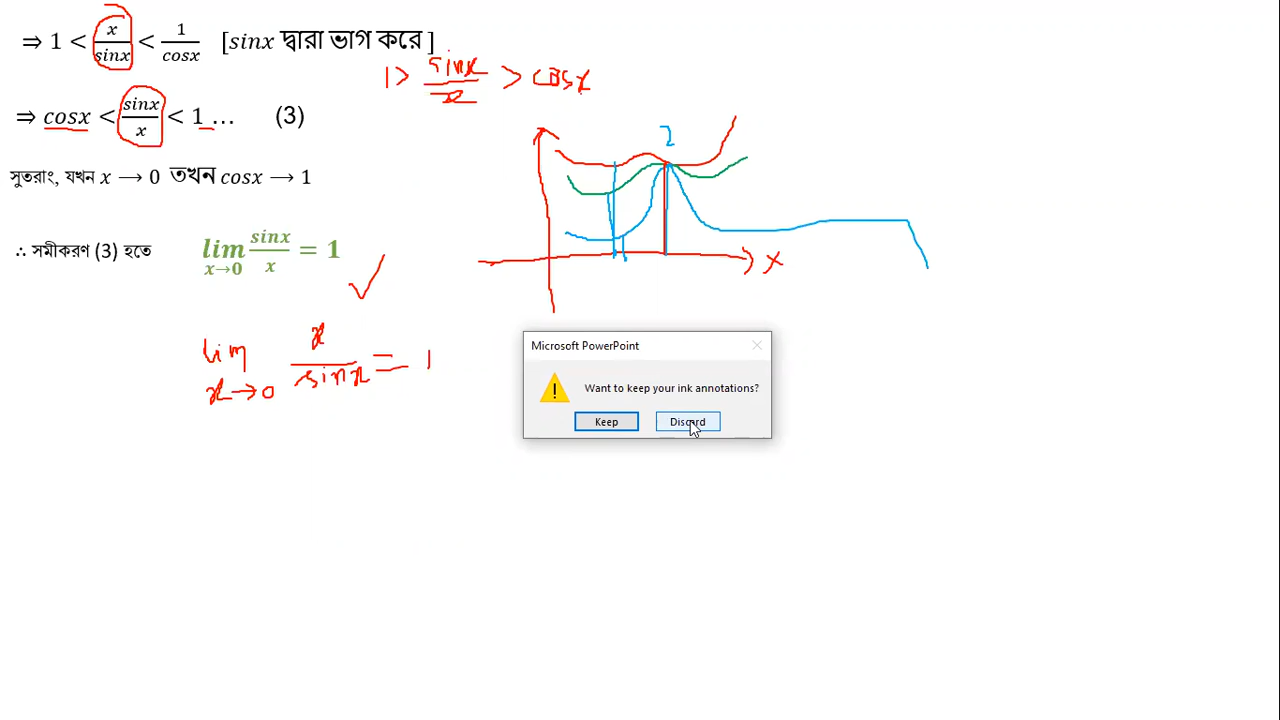 ⇒ 1 < x/sinx < 1/cosx [sinx দ্বারা ভাগ করে ]
1 > sinx/x > cosx
⇒ cosx < sinx/x < 1 ... (3)
2
সুতরাং, যখন x ⟶ 0 তখন cosx ⟶ 1
∴ সমীকরণ (3) হতে lim x→0 sinx/x = 1
X
lim x→0 x/sinx = 1
Microsoft PowerPoint
Want to keep your ink annotations?
Keep Discard